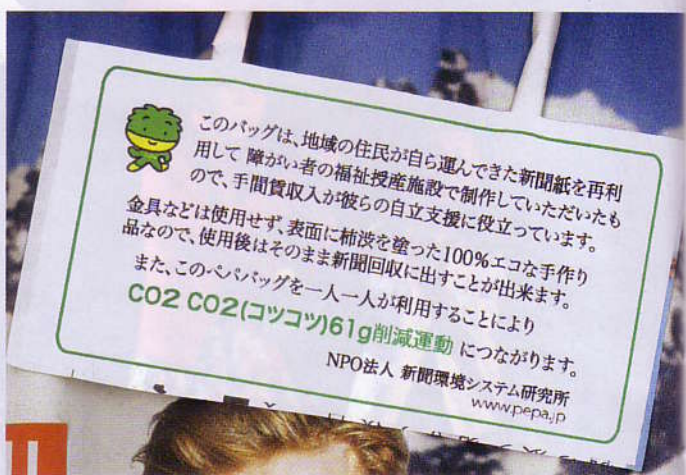 このバッグは、地域の住民が自ら運んできた新聞紙を再利
用して 障がい者の福祉授産施設で制作していただいたも
ので、手間賃収入が彼らの自立支援に役立っています。
金具などは使用せず、表面に柿渋を塗った100%エコな手作り
品なので、使用後はそのまま新聞回収に出すことが出来ます。
また、このペパバッグを一人一人が利用することにより
CO2 CO2(コツコツ)61g削減運動 につながります。
NPO法人 新聞環境システム研究所
www.pepa.jp